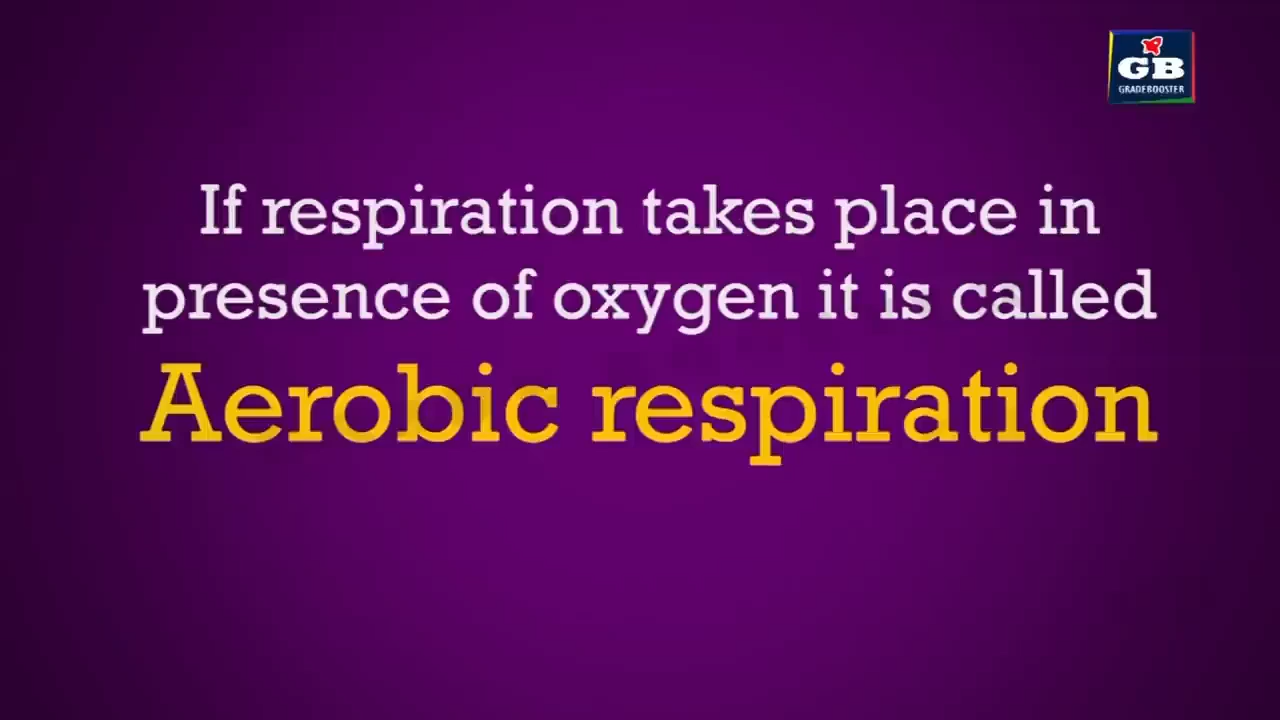 GB
GRADEBOOSTER
If respiration takes place in
presence of oxygen it is called
Aerobic respiration